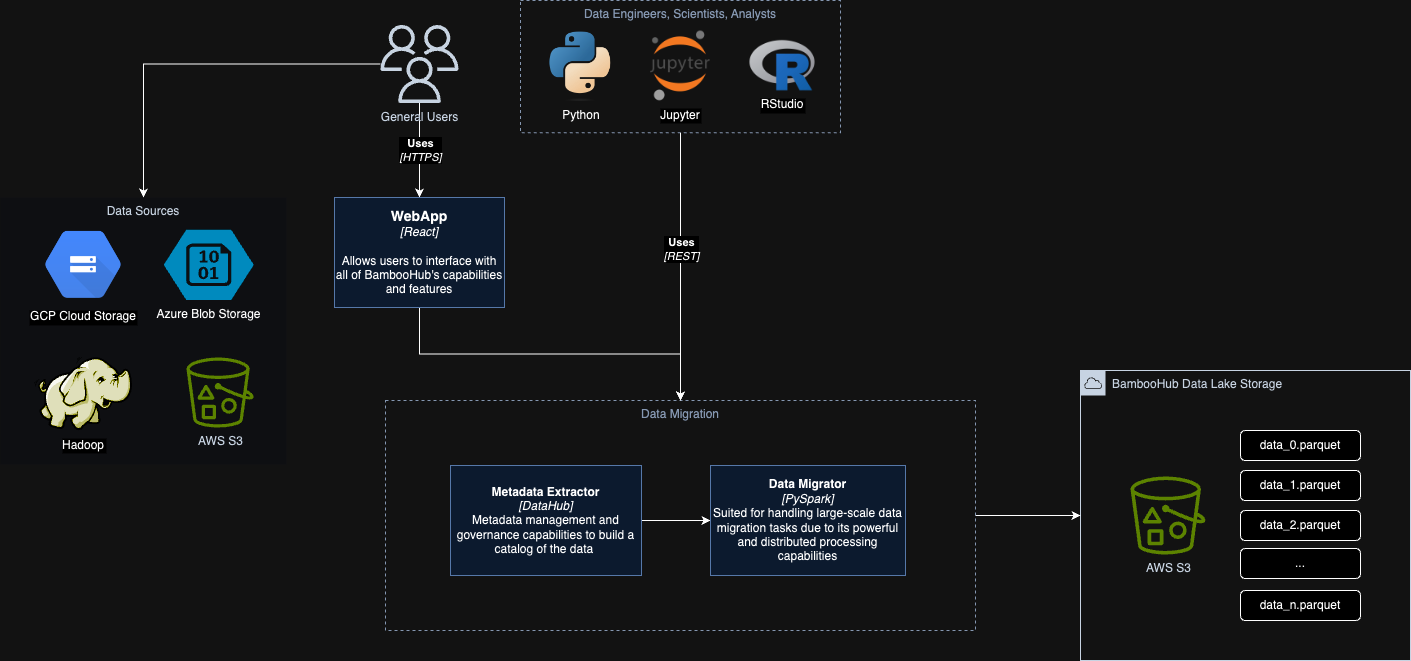 Data Engineers, Scientists, Analysts
jupyter
Python
Jupyter
RStudio
General Users
Uses
[HTTPS]
Data Sources
WebApp
[React]
Allows users to interface with
all of BambooHub's capabilities
and features
Uses
[REST]
10
01
GCP Cloud Storage
Azure Blob Storage
Hadoop
AWS S3
Data Migration
Metadata Extractor
[DataHub]
Metadata management and
governance capabilities to build a
catalog of the data
Data Migrator
[PySpark]
Suited for handling large-scale data
migration tasks due to its powerful
and distributed processing
capabilities
BambooHub Data Lake Storage
AWS S3
data_0.parquet
data_1.parquet
data_2.parquet
...
data_n.parquet